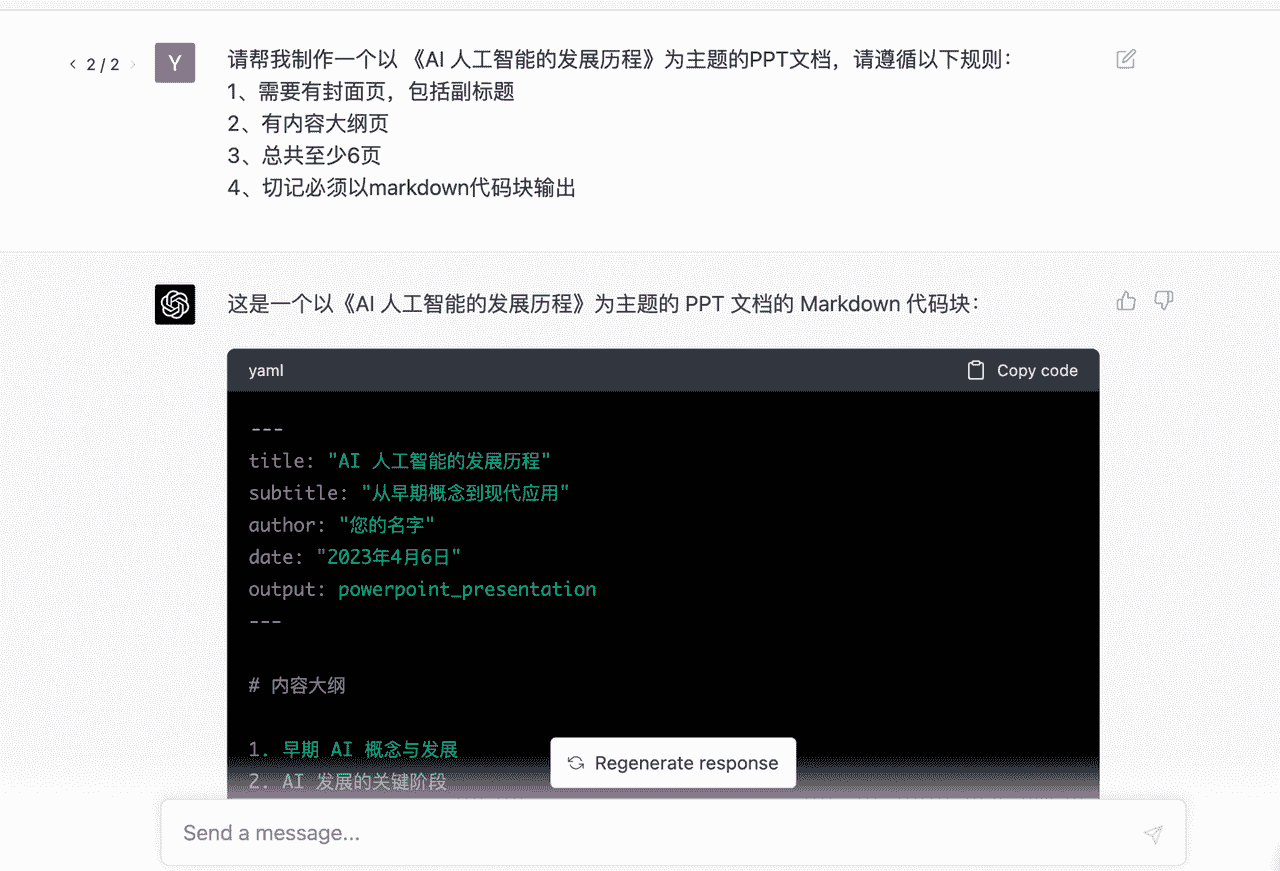 2 / 2
Y
请帮我制作一个以 《AI 人工智能的发展历程》为主题的PPT文档，请遵循以下规则：
1、需要有封面页，包括副标题
2、有内容大纲页
3、总共至少6页
4、切记必须以markdown代码块输出
这是一个以《AI 人工智能的发展历程》为主题的 PPT 文档的 Markdown 代码块：
yaml
Copy code
---
title: "AI 人工智能的发展历程"
subtitle: "从早期概念到现代应用"
author: "您的名字"
date: "2023年4月6日"
output: powerpoint_presentation
---
# 内容大纲
1. 早期 AI 概念与发展
2. AI 发展的关键阶段
Regenerate response
Send a message...